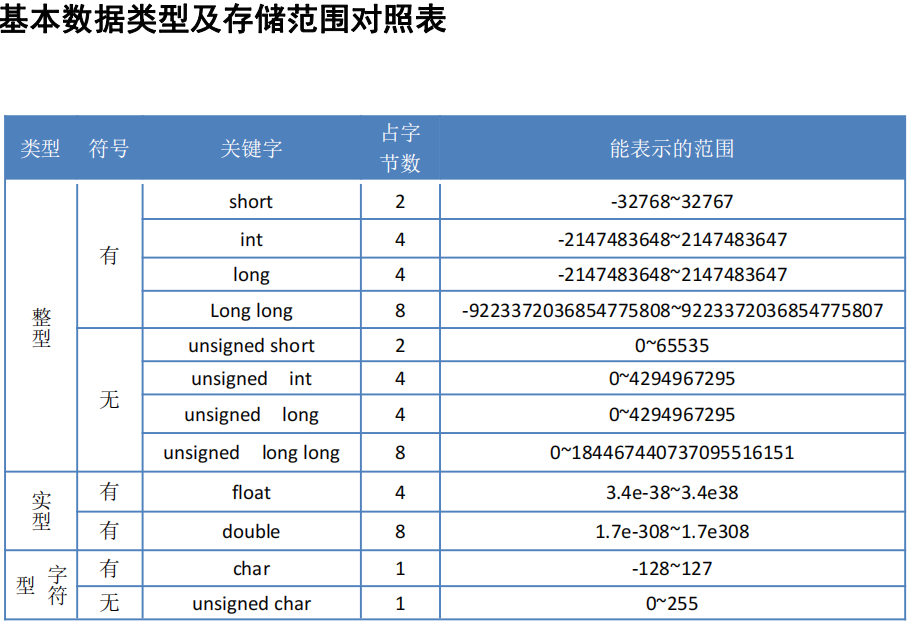 基本数据类型及存储范围对照表
类型 符号 关键字 占字节数 能表示的范围
整型 有 short 2 -32768~32767
int 4 -2147483648~2147483647
long 4 -2147483648~2147483647
Long long 8 -9223372036854775808~9223372036854775807
无 unsigned short 2 0~65535
unsigned int 4 0~4294967295
unsigned long 4 0~4294967295
unsigned long long 8 0~184467440737095516151
实型 有 float 4 3.4e-38~3.4e38
有 double 8 1.7e-308~1.7e308
字符型 有 char 1 -128~127
无 unsigned char 1 0~255